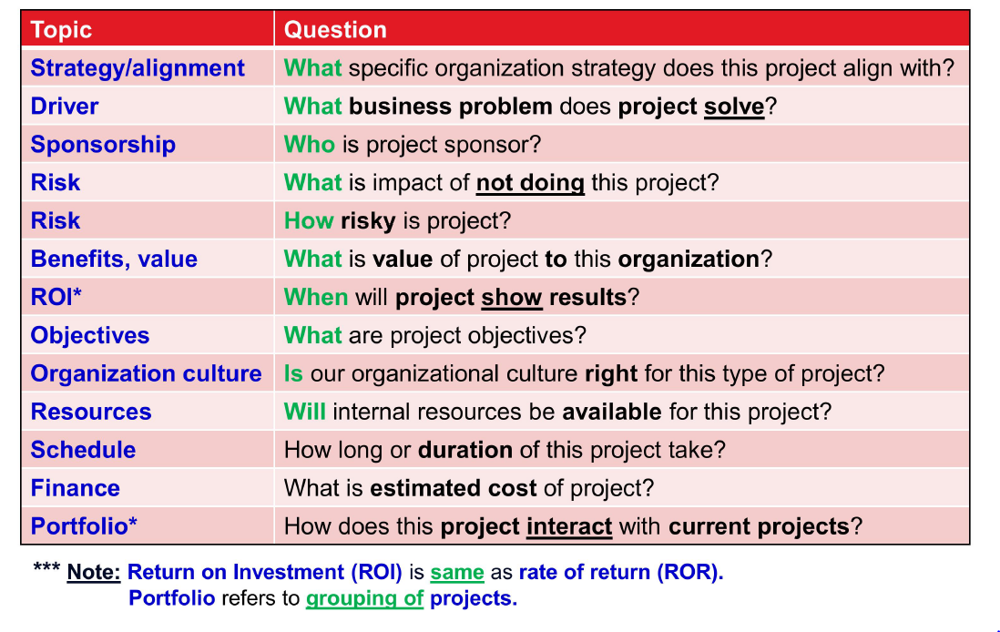 Topic Question
Strategy/alignment What specific organization strategy does this project align with?
Driver What business problem does project solve?
Sponsorship Who is project sponsor?
Risk What is impact of not doing this project?
Risk How risky is project?
Benefits, value What is value of project to this organization?
ROI* When will project show results?
Objectives What are project objectives?
Organization culture Is our organizational culture right for this type of project?
Resources Will internal resources be available for this project?
Schedule How long or duration of this project take?
Finance What is estimated cost of project?
Portfolio* How does this project interact with current projects?
*** Note: Return on Investment (ROI) is same as rate of return (ROR).
Portfolio refers to grouping of projects.